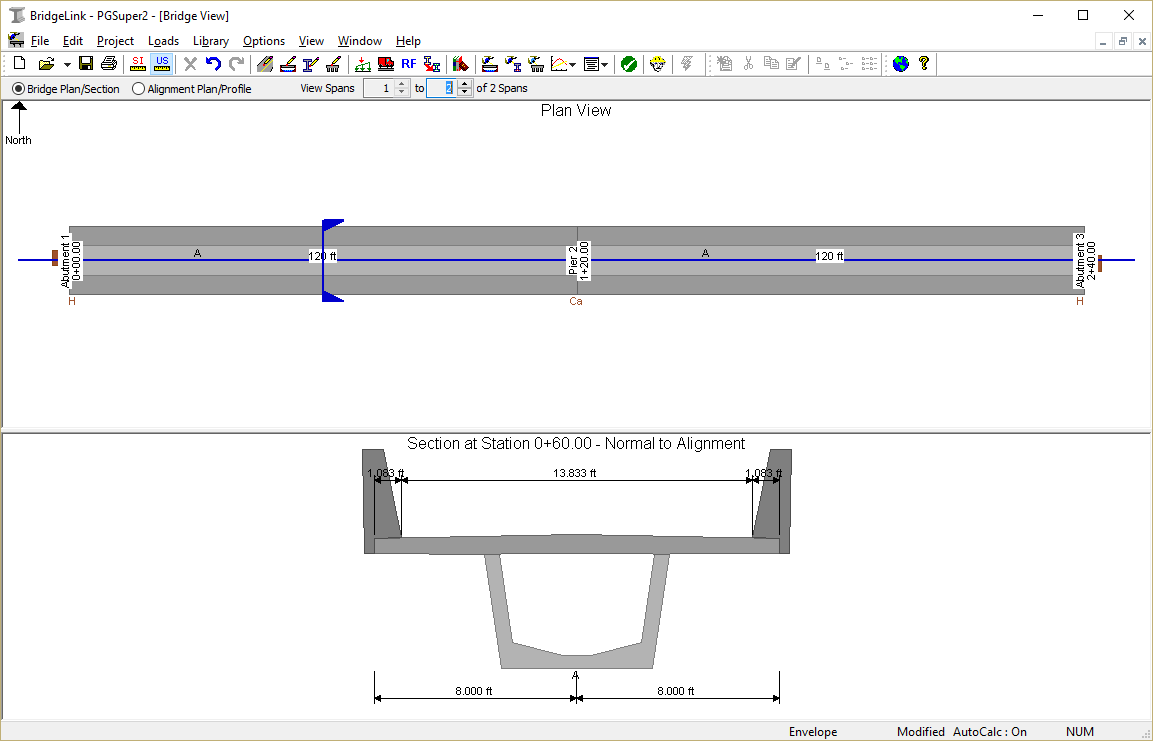 BridgeLink - PGSuper2 - [Bridge View]
File Edit Project Loads Library Options View Window Help
SI US RF
Bridge Plan/Section Alignment Plan/Profile View Spans 1 to 2 of 2 Spans
Plan View
North
Abutment 1
0+00.00
A
120 ft
Pier 2
1+20.00
A
120 ft
Abutment 3
2+40.00
H
Ca
H
Section at Station 0+60.00 - Normal to Alignment
1.083 ft 13.833 ft 1.083 ft
A
8.000 ft 8.000 ft
Envelope Modified AutoCalc : On NUM